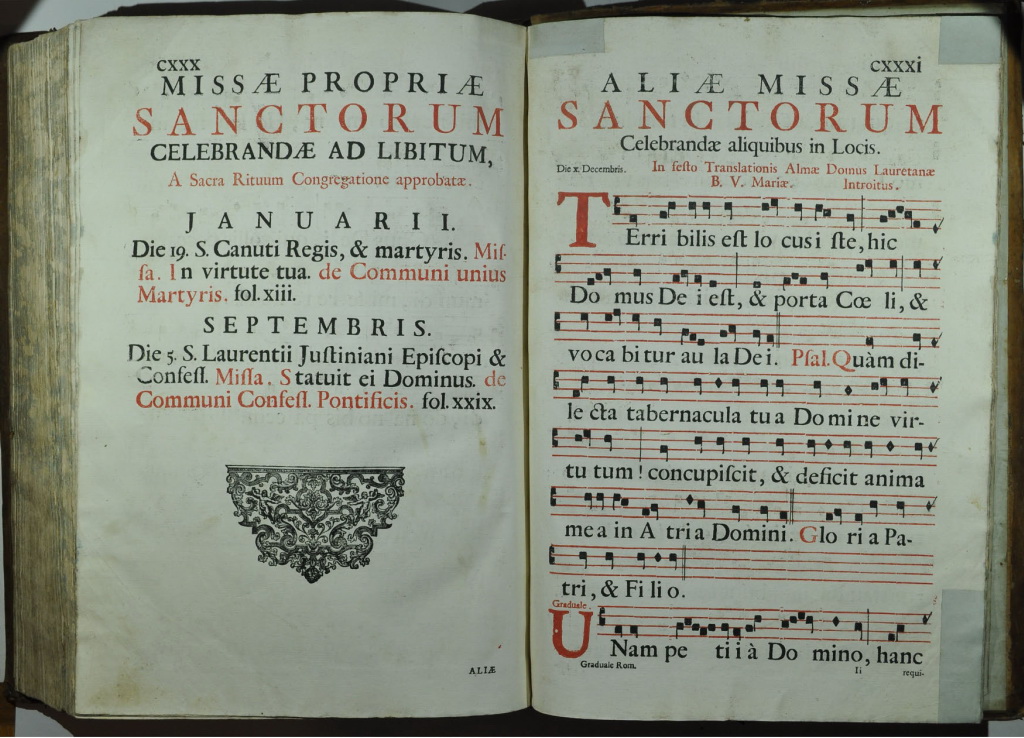 CXXX
MISSÆ PROPRIÆ
SANCTORUM
CELEBRANDÆ AD LIBITUM,
A Sacra Rituum Congregatione approbatæ.
JANUARII.
Die 19. S. Canuti Regis, & martyris. Mis-
sa. In virtute tua. de Communi unius
Martyris. fol. xiii.
SEPTEMBRIS.
Die 5. S. Laurentii Justiniani Episcopi &
Confess. Missa. Statuit ei Dominus. de
Communi Confess. Pontificis. fol. xxix.
ALIÆ
CXXXI
ALIÆ MISSÆ
SANCTORUM
Celebrandæ aliquibus in Locis.
Die x. Decembris. In festo Translationis Almæ Domus Lauretanæ
B. V. Mariæ. Introitus.
TErri bilis est lo cus i ste, hic
Do mus De i est, & porta Cœ li, &
vo ca bi tur au la De i. Psal. Quàm di-
le cta tabernacula tu a Do mi ne vir-
tu tum! concupiscit, & deficit anima
me a in A tri a Domini. Glo ri a Pa-
tri, & Fi li o.
Graduale.
UNam pe ti i à Do mino, hanc
Graduale Rom. Ii requi-